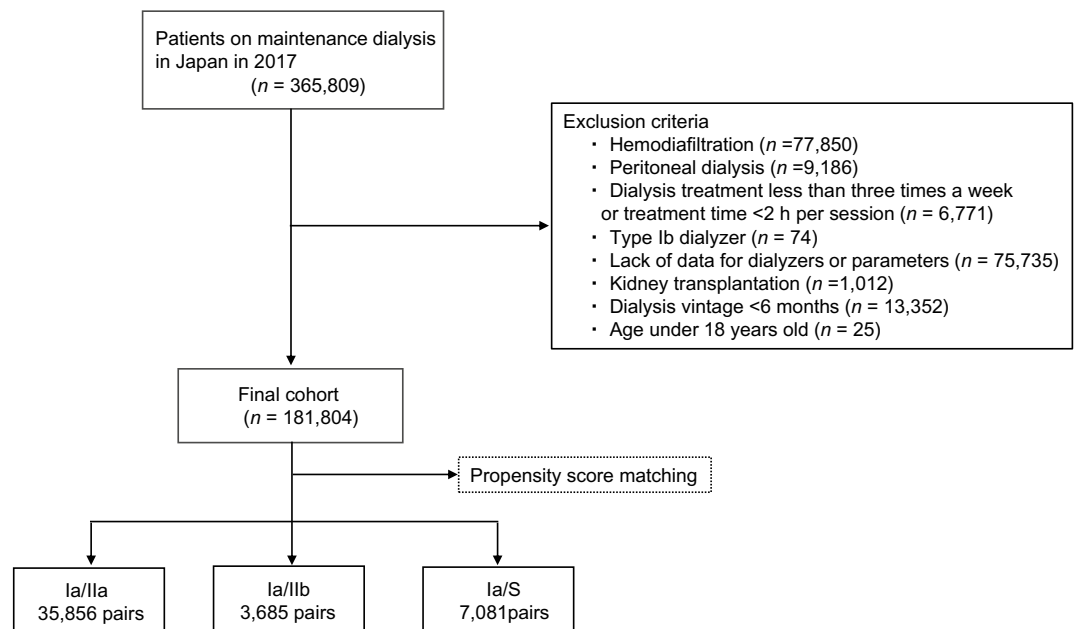 Patients on maintenance dialysis
in Japan in 2017
(n = 365,809)
Exclusion criteria
・ Hemodiafiltration (n =77,850)
・ Peritoneal dialysis (n =9,186)
・ Dialysis treatment less than three times a week
or treatment time <2 h per session (n = 6,771)
・ Type Ib dialyzer (n = 74)
・ Lack of data for dialyzers or parameters (n = 75,735)
・ Kidney transplantation (n =1,012)
・ Dialysis vintage <6 months (n = 13,352)
・ Age under 18 years old (n = 25)
Final cohort
(n = 181,804)
Propensity score matching
Ia/IIa
35,856 pairs
Ia/IIb
3,685 pairs
Ia/S
7,081pairs